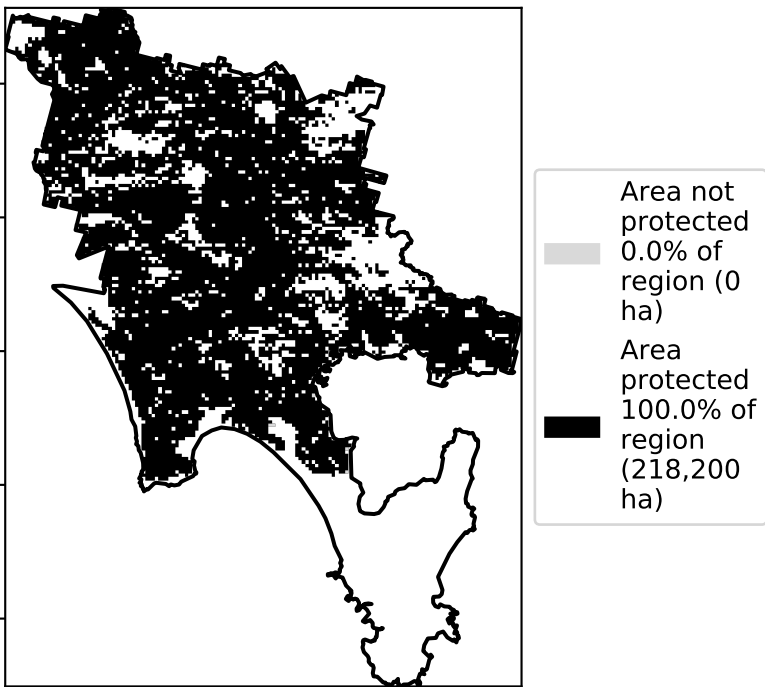 Area not
protected
0.0% of
region (0
ha)
Area
protected
100.0% of
region
(218,200
ha)